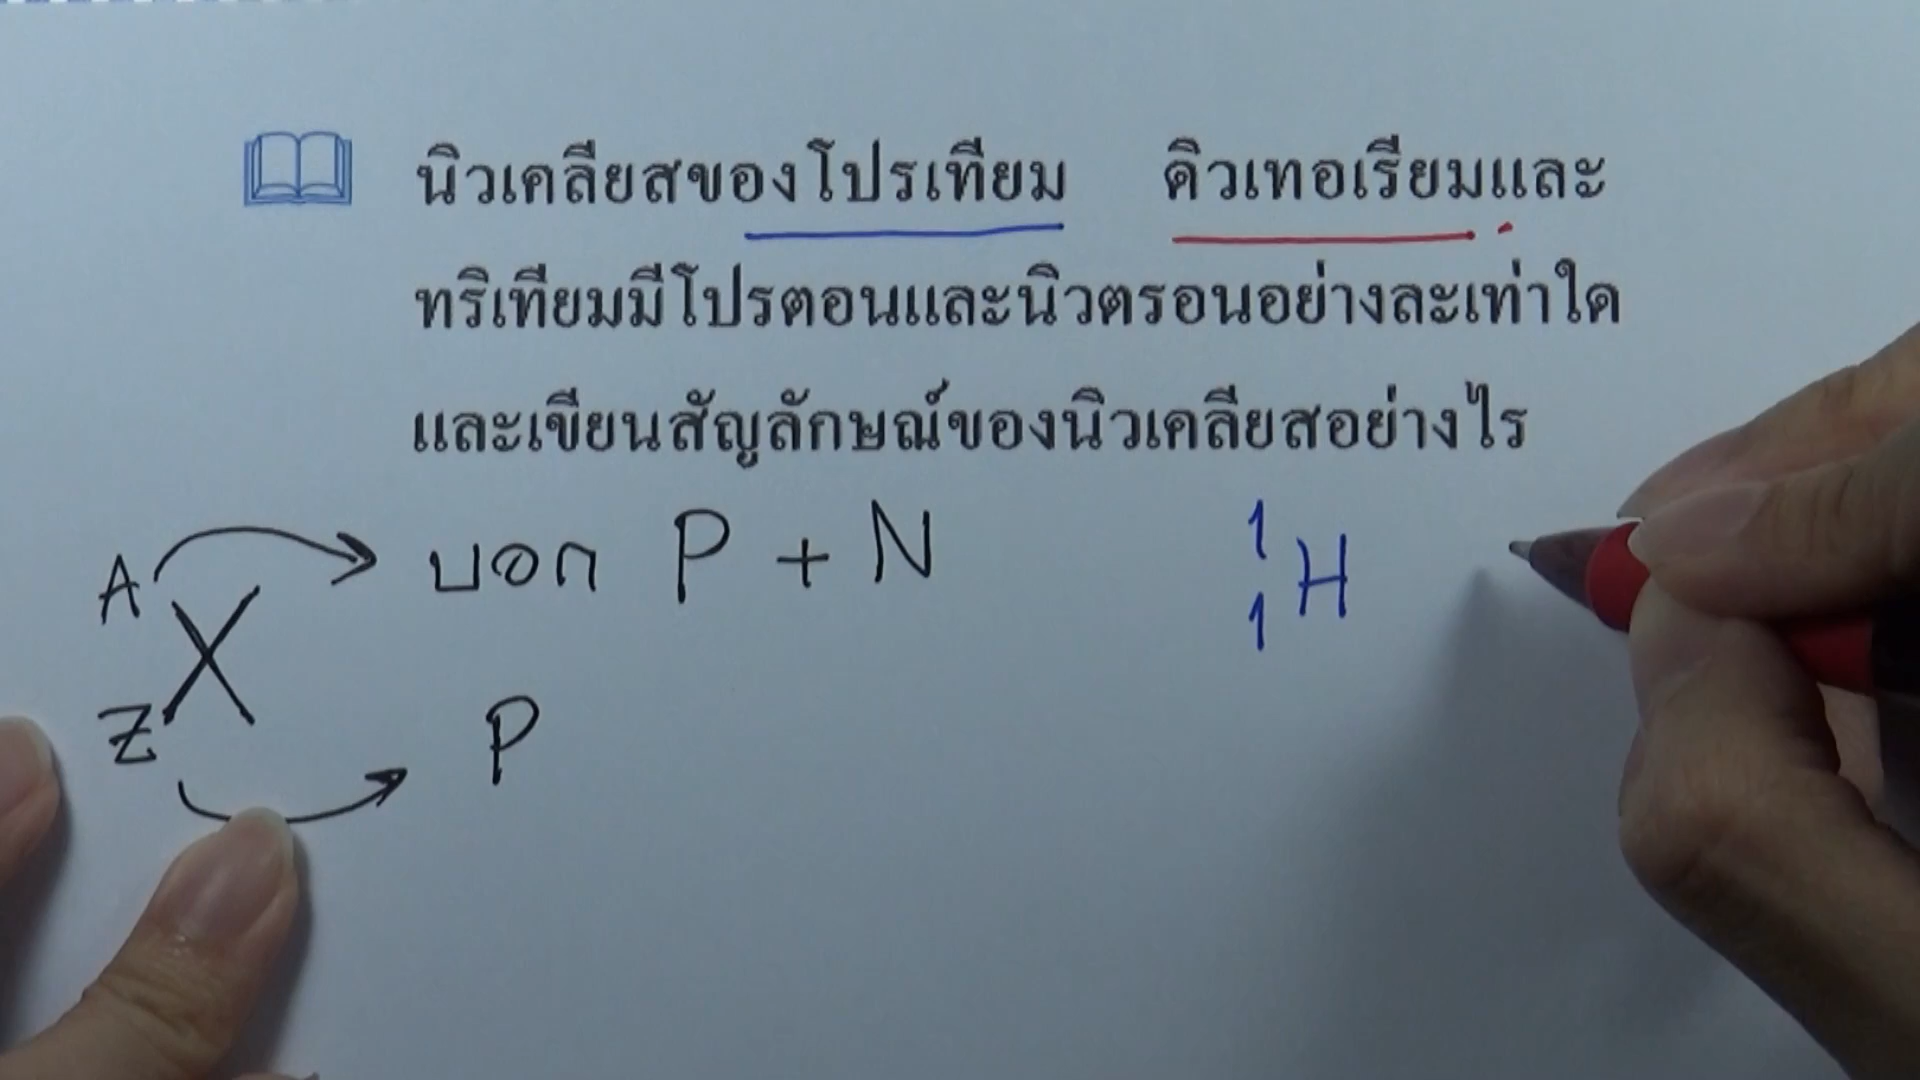 นิวเคลียสของโปรเทียม ดิวเทอเรียมและ
ทริเทียมมีโปรตอนและนิวตรอนอย่างละเท่าใด
และเขียนสัญลักษณ์ของนิวเคลียสอย่างไร
A
X
Z
บอก P + N
P
1
H
1